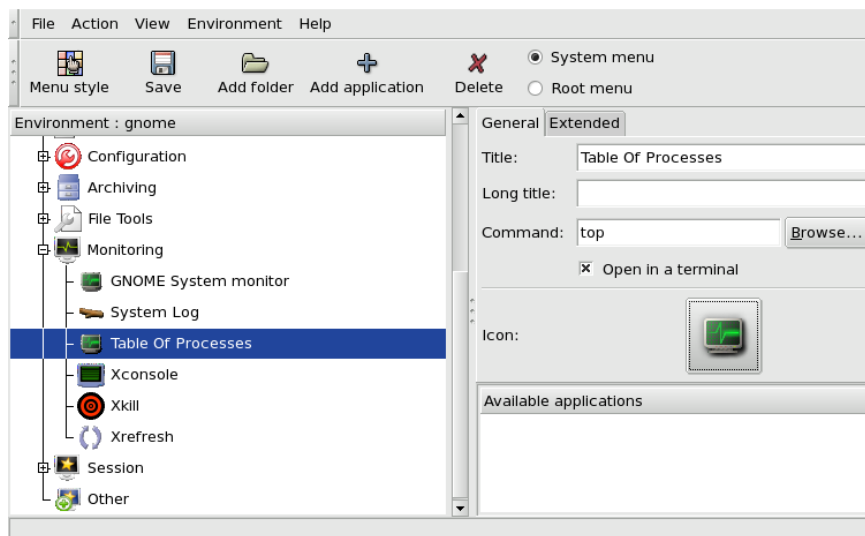 File Action View Environment Help
Menu style Save Add folder Add application Delete
System menu
Root menu
Environment : gnome
Configuration
Archiving
File Tools
Monitoring
GNOME System monitor
System Log
Table Of Processes
Xconsole
Xkill
Xrefresh
Session
Other
General Extended
Title: Table Of Processes
Long title:
Command: top Browse...
Open in a terminal
Icon:
Available applications